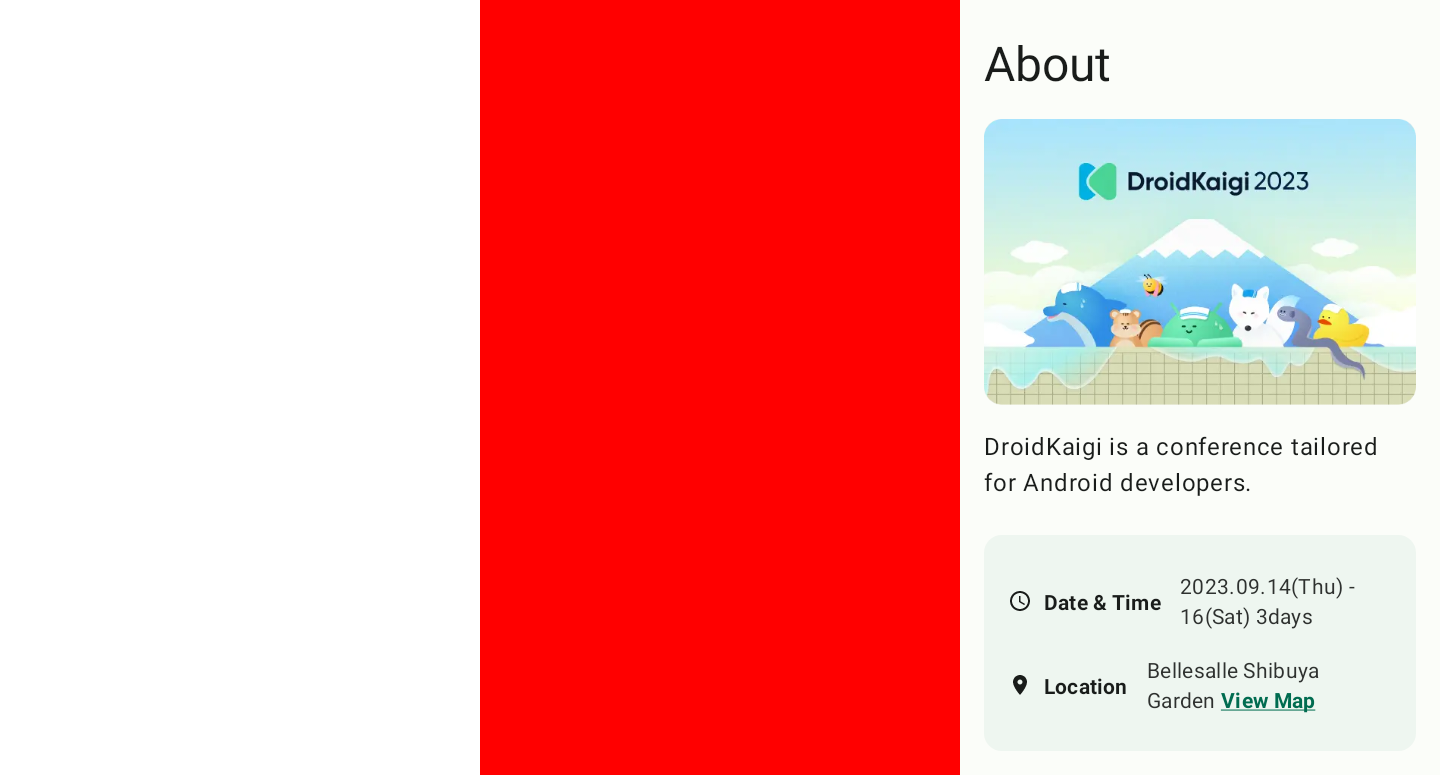 About
DroidKaigi 2023
DroidKaigi is a conference tailored
for Android developers.
Date & Time
2023.09.14(Thu) -
16(Sat) 3days
Location
Bellesalle Shibuya
Garden View Map